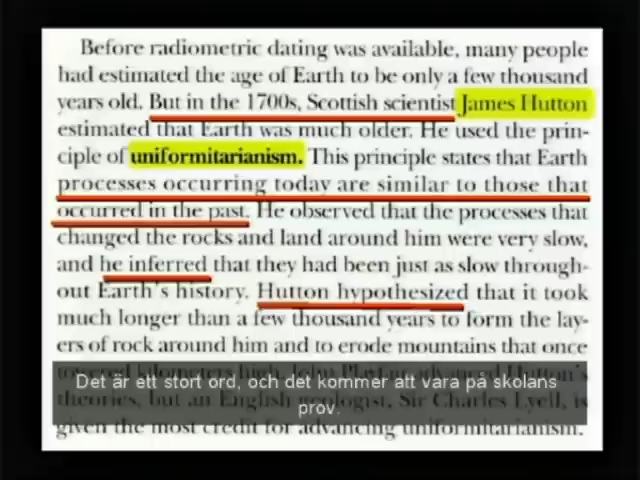 Before radiometric dating was available, many people
had estimated the age of Earth to be only a few thousand
years old. But in the 1700s, Scottish scientist James Hutton
estimated that Earth was much older. He used the prin-
ciple of uniformitarianism. This principle states that Earth
processes occurring today are similar to those that
occurred in the past. He observed that the processes that
changed the rocks and land around him were very slow,
and he inferred that they had been just as slow through-
out Earth's history. Hutton hypothesized that it took
much longer than a few thousand years to form the lay-
ers of rock around him and to erode mountains that once
kilometers high. John
Det är ett stort ord, och det kommer att vara på skolans
prov.
theories, but an English geologist, Sir Charles Lyell, is
given the most credit for advancing uniformitarianism.